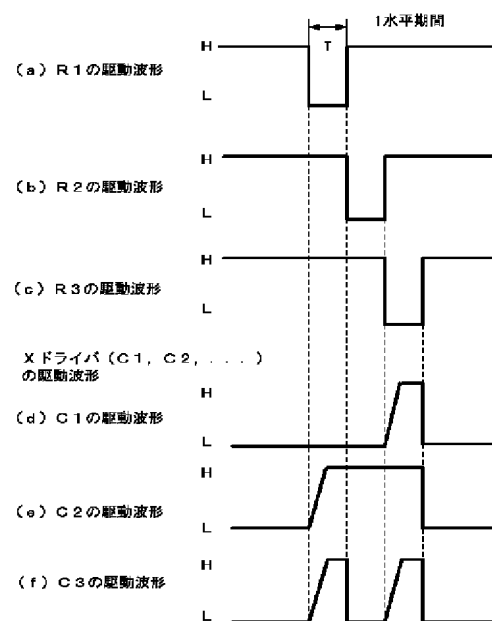 1水平期間
H
T
(a) R1の駆動波形
L
H
(b) R2の駆動波形
L
H
(c) R3の駆動波形
L
Xドライバ(C1, C2, . . . . )
の駆動波形
H
(d) C1の駆動波形
L
H
(e) C2の駆動波形
L
H
(f) C3の駆動波形
L